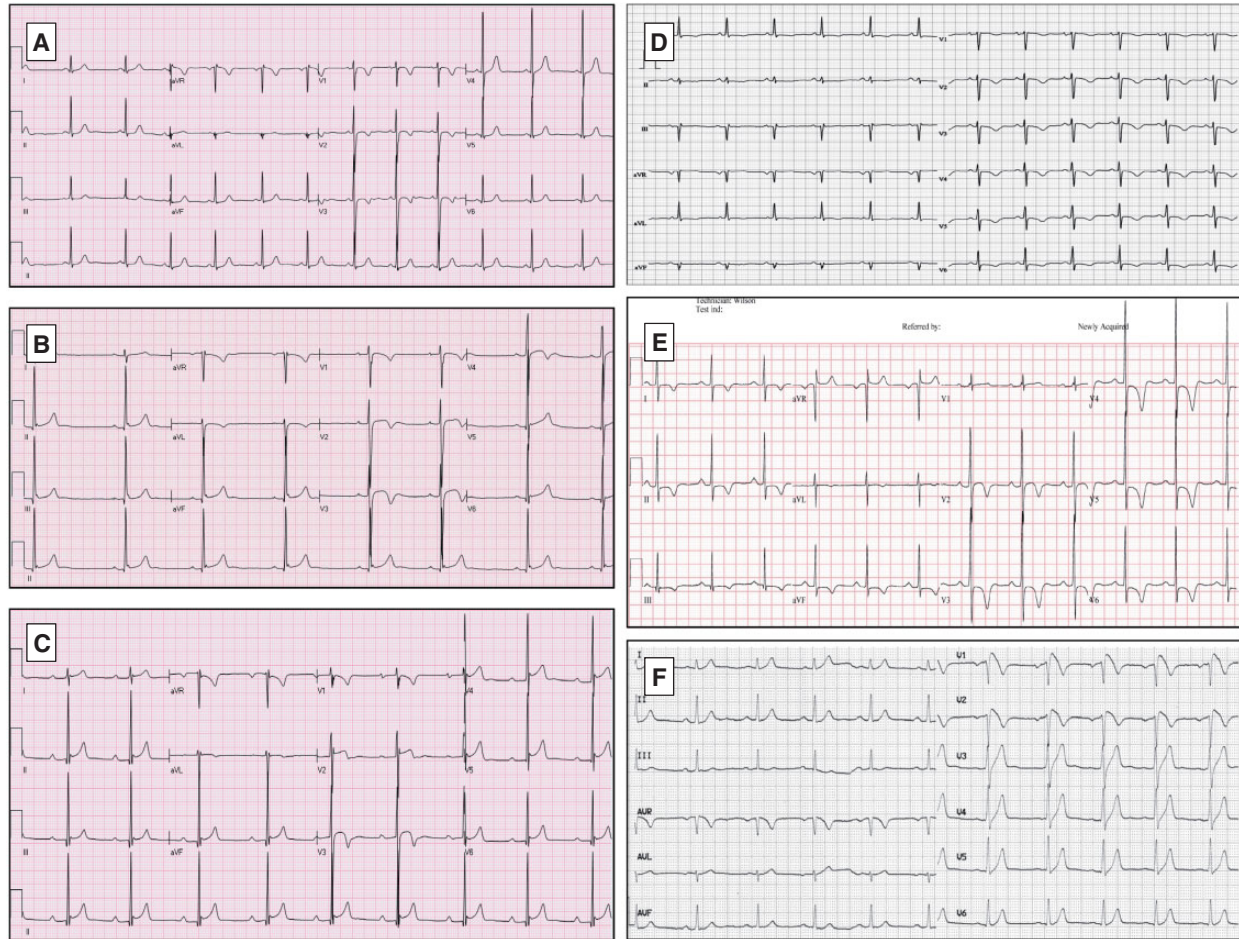 A
I aVR V1 V4
II aVL V2 V5
III aVF V3 V6
II
B
I aVR V1 V4
II aVL V2 V5
III aVF V3 V6
II
C
I aVR V1 V4
II aVL V2 V5
III aVF V3 V6
II
D
V1
II V2
III V3
aVR V4
aVL V5
aVF V6
Technician: Wilson
Test ind:
Referred by: Newly Acquired
E
I aVR V1 V4
II aVL V2 V5
III aVF V3 V6
F
I V1
II V2
III V3
AVR V4
AVL V5
AVF V6